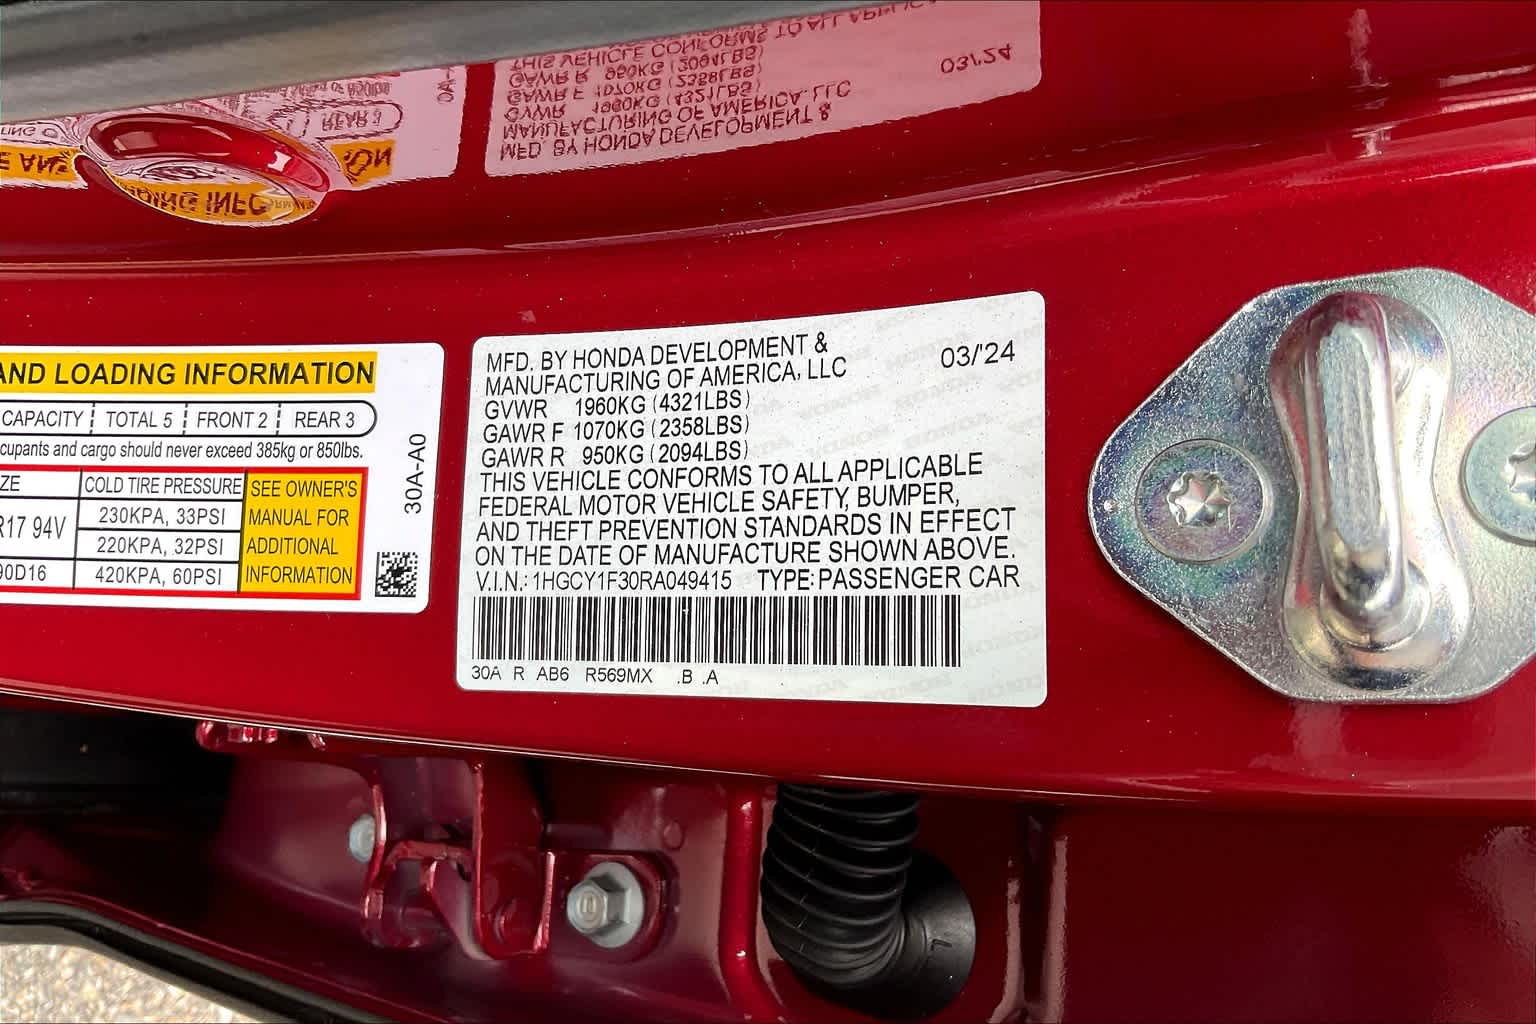 AND LOADING INFORMATION
CAPACITY TOTAL 5 FRONT 2 REAR 3
cupants and cargo should never exceed 385kg or 850lbs.
ZE COLD TIRE PRESSURE
R17 94V 230KPA, 33PSI
220KPA, 32PSI
90D16 420KPA, 60PSI
SEE OWNER'S
MANUAL FOR
ADDITIONAL
INFORMATION
30A-A0
MFD. BY HONDA DEVELOPMENT &
MANUFACTURING OF AMERICA, LLC 03/'24
GVWR 1960KG (4321LBS)
GAWR F 1070KG (2358LBS)
GAWR R 950KG (2094LBS)
THIS VEHICLE CONFORMS TO ALL APPLICABLE
FEDERAL MOTOR VEHICLE SAFETY, BUMPER,
AND THEFT PREVENTION STANDARDS IN EFFECT
ON THE DATE OF MANUFACTURE SHOWN ABOVE.
V.I.N.: 1HGCY1F30RA049415 TYPE: PASSENGER CAR
30A R AB6 R569MX .B .A